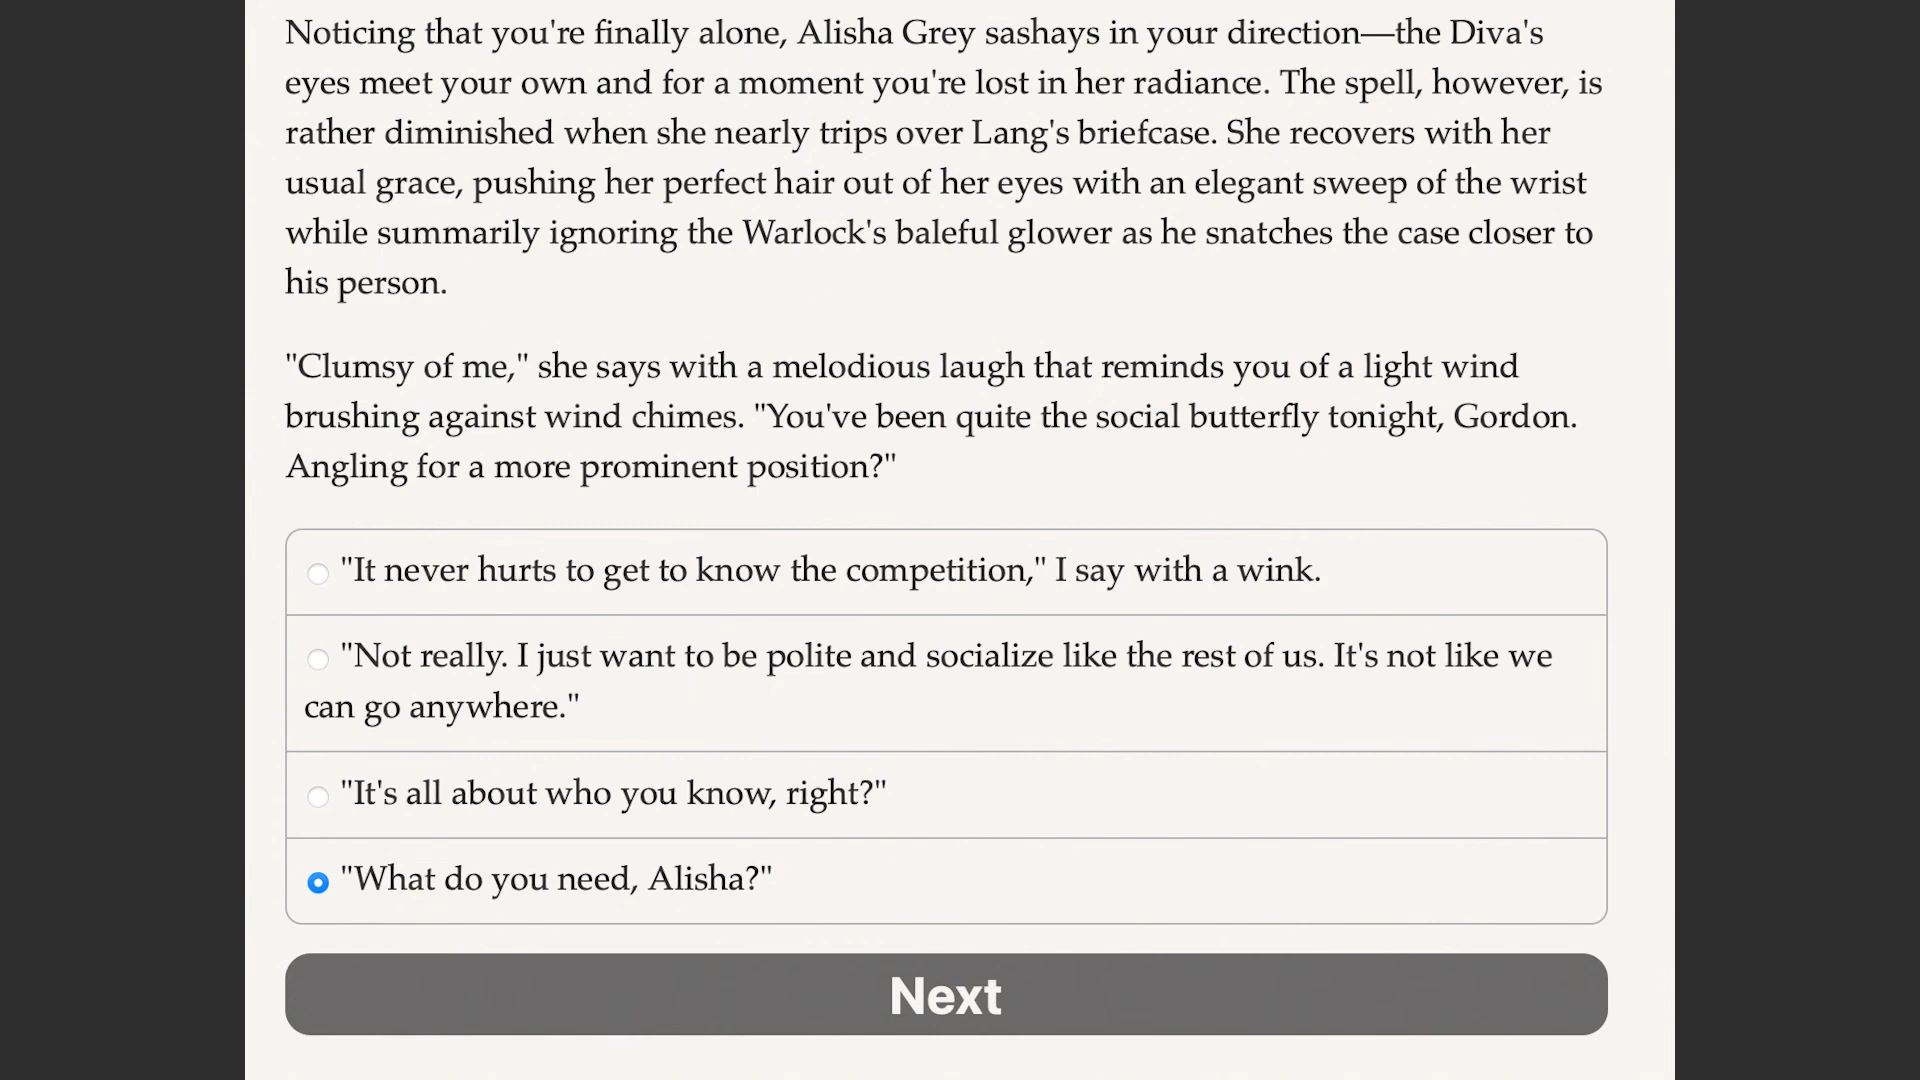 Noticing that you're finally alone, Alisha Grey sashays in your direction—the Diva's
eyes meet your own and for a moment you're lost in her radiance. The spell, however, is
rather diminished when she nearly trips over Lang's briefcase. She recovers with her
usual grace, pushing her perfect hair out of her eyes with an elegant sweep of the wrist
while summarily ignoring the Warlock's baleful glower as he snatches the case closer to
his person.
"Clumsy of me," she says with a melodious laugh that reminds you of a light wind
brushing against wind chimes. "You've been quite the social butterfly tonight, Gordon.
Angling for a more prominent position?"
"It never hurts to get to know the competition," I say with a wink.
"Not really. I just want to be polite and socialize like the rest of us. It's not like we
can go anywhere."
"It's all about who you know, right?"
"What do you need, Alisha?"
Next